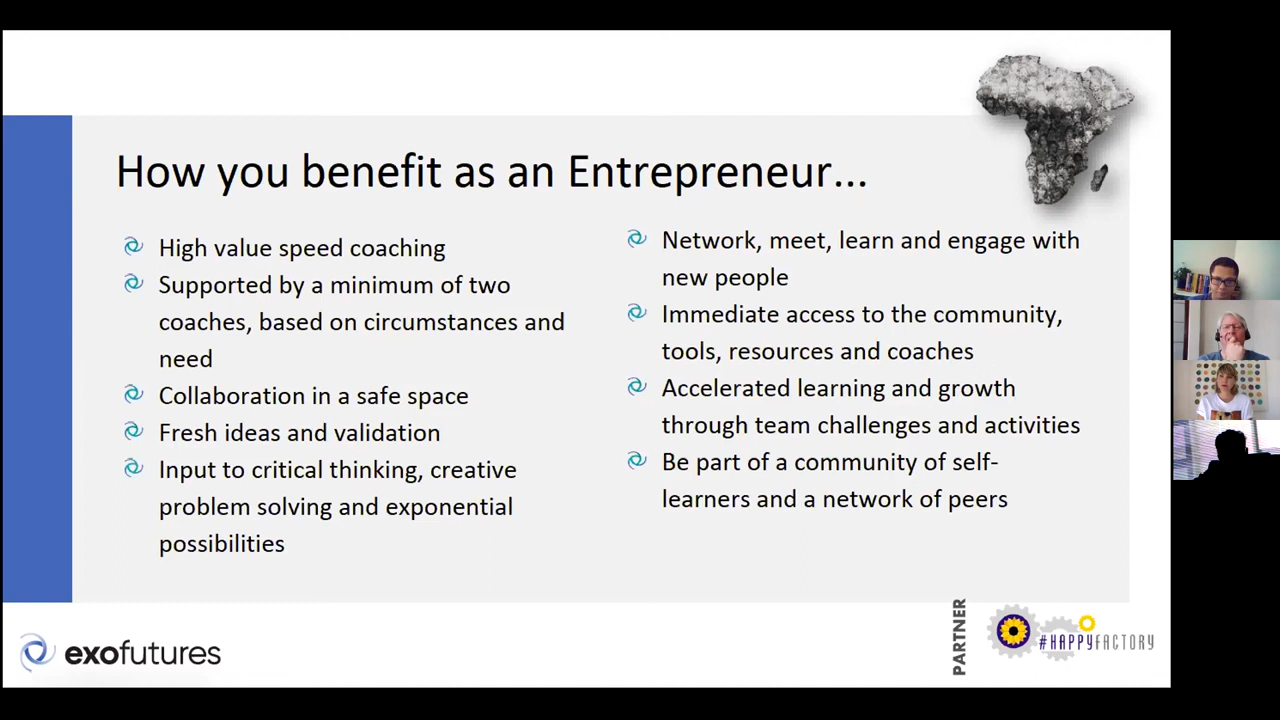 How you benefit as an Entrepreneur...
High value speed coaching
Supported by a minimum of two
coaches, based on circumstances and
need
Collaboration in a safe space
Fresh ideas and validation
Input to critical thinking, creative
problem solving and exponential
possibilities
Network, meet, learn and engage with
new people
Immediate access to the community,
tools, resources and coaches
Accelerated learning and growth
through team challenges and activities
Be part of a community of self-
learners and a network of peers
exofutures
PARTNER
#HAPPYFACTORY